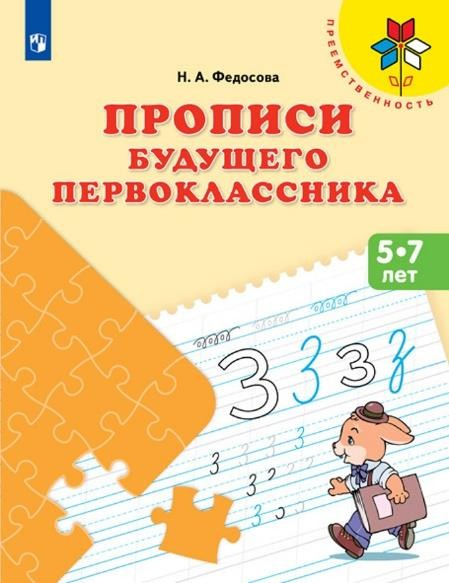 Н. А. Федосова
ПРЕЕМСТВЕННОСТЬ
ПРОПИСИ
БУДУЩЕГО
ПЕРВОКЛАССНИКА
5•7
лет
З З з з
З З З З З
З З З
З З З